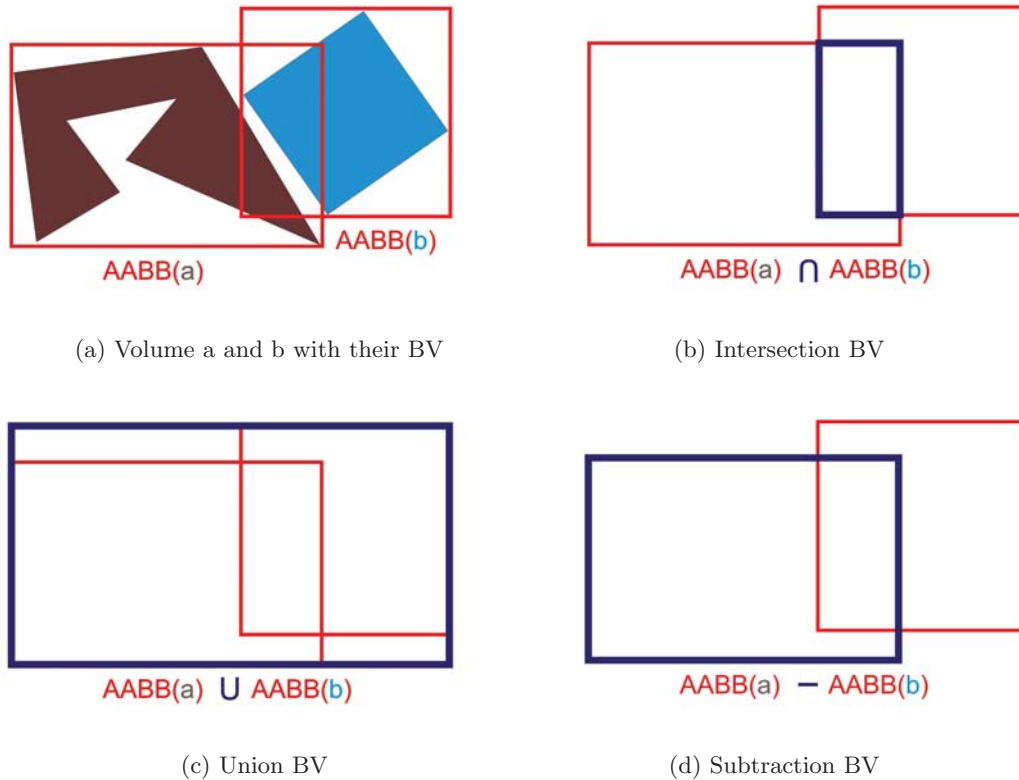 AABB(b)
AABB(a)
AABB(a) ∩ AABB(b)
(a) Volume a and b with their BV
(b) Intersection BV
AABB(a) ∪ AABB(b)
AABB(a) − AABB(b)
(c) Union BV
(d) Subtraction BV